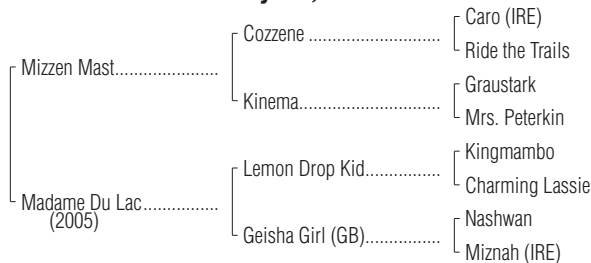 Caro (IRE)
Cozzene
Ride the Trails
Mizzen Mast
Graustark
Kinema
Mrs. Peterkin
Kingmambo
Lemon Drop Kid
Charming Lassie
Madame Du Lac
(2005)
Nashwan
Geisha Girl (GB)
Miznah (IRE)